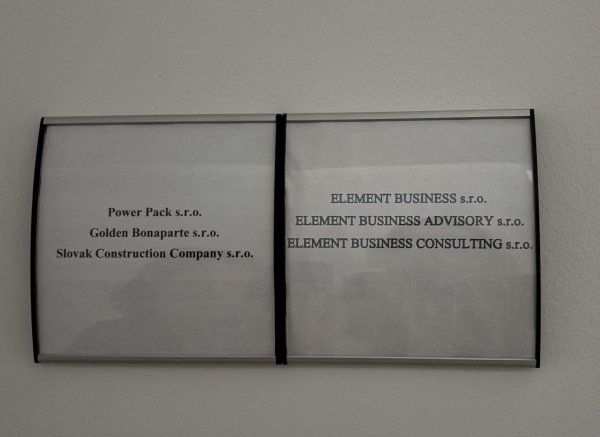 Power Pack s.r.o.
Golden Bonaparte s.r.o.
Slovak Construction Company s.r.o.
ELEMENT BUSINESS s.r.o.
ELEMENT BUSINESS ADVISORY s.r.o.
ELEMENT BUSINESS CONSULTING s.r.o.